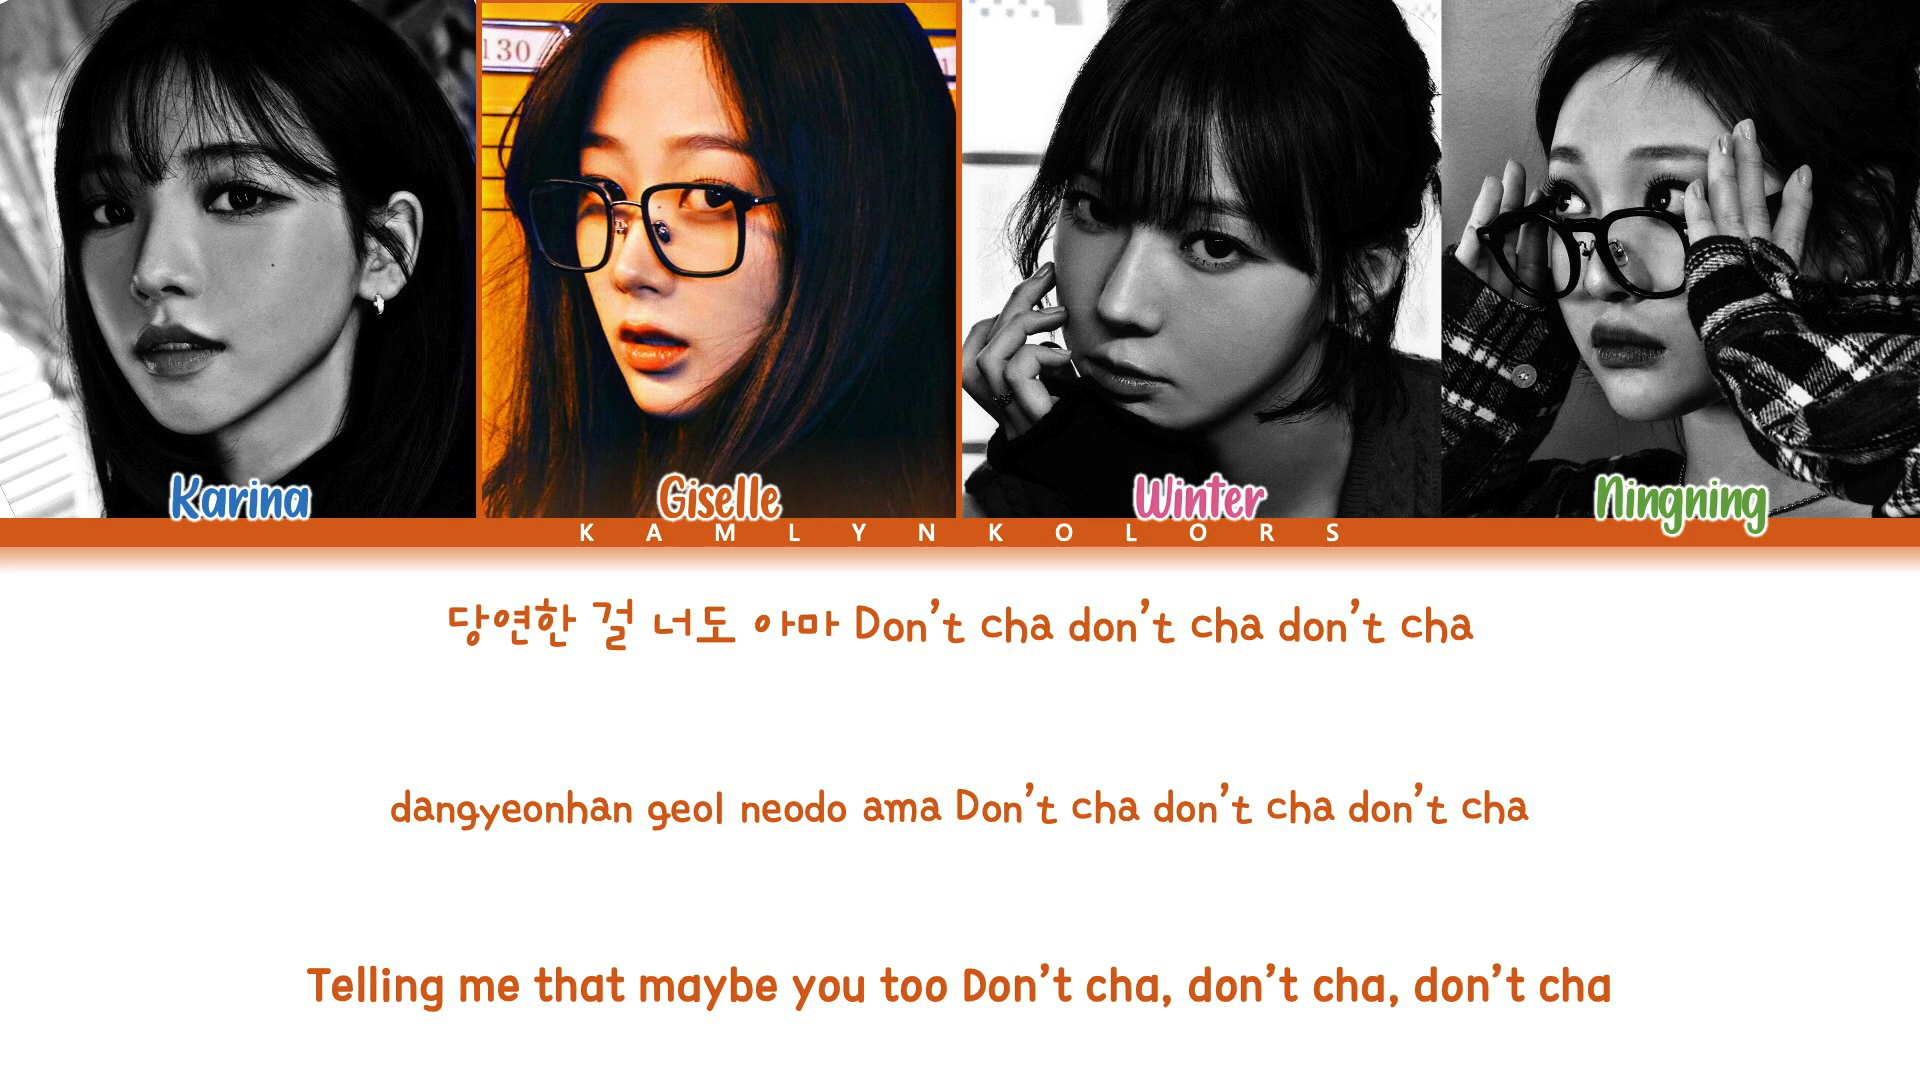 130
Karina
Giselle
Winter
Ningning
KAMLYNKOLORS
당연한 걸 너도 아마 Don't cha don't cha don't cha
dangyeonhan geol neodo ama Don't cha don't cha don't cha
Telling me that maybe you too Don't cha, don't cha, don't cha